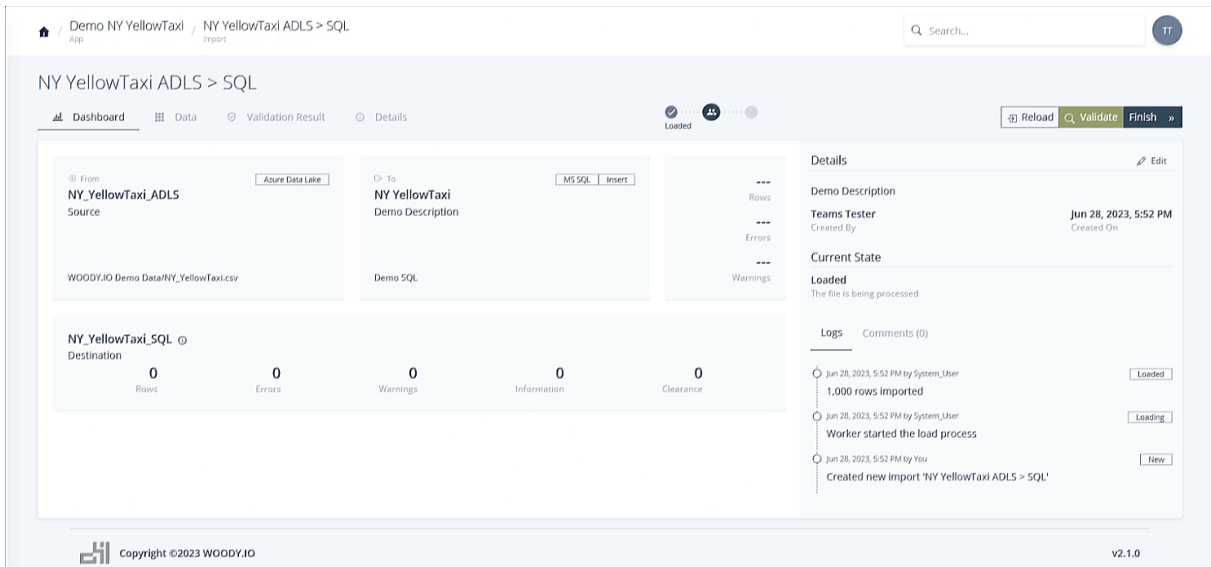 Demo NY YellowTaxi / NY YellowTaxi ADLS > SQL
App Import
Search...
TT
NY YellowTaxi ADLS > SQL
Dashboard Data Validation Result Details
Loaded
Reload Validate Finish »
From
NY_YellowTaxi_ADLS
Azure Data Lake
Source
WOODY.IO Demo Data/NY_YellowTaxi.csv
To
NY YellowTaxi
MS SQL Insert
Demo Description
Demo SQL
---
Rows
---
Errors
---
Warnings
NY_YellowTaxi_SQL
Destination
0 0 0 0 0
Rows Errors Warnings Information Clearance
Details Edit
Demo Description
Teams Tester Jun 28, 2023, 5:52 PM
Created By Created On
Current State
Loaded
The file is being processed
Logs Comments (0)
Jun 28, 2023, 5:52 PM by System_User Loaded
1,000 rows imported
Jun 28, 2023, 5:52 PM by System_User Loading
Worker started the load process
Jun 28, 2023, 5:52 PM by You New
Created new import 'NY YellowTaxi ADLS > SQL'
Copyright ©2023 WOODY.IO v2.1.0